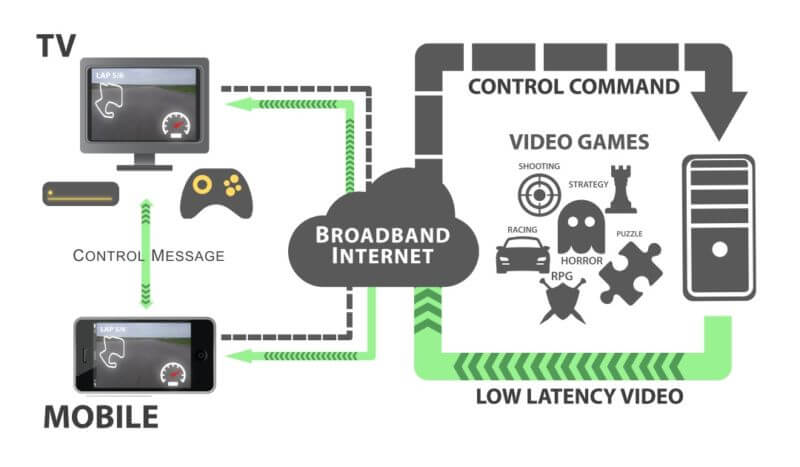 TV
LAP 5/6
CONTROL MESSAGE
LAP 5/6
MOBILE
BROADBAND
INTERNET
CONTROL COMMAND
VIDEO GAMES
SHOOTING
STRATEGY
RACING
PUZZLE
HORROR
RPG
LOW LATENCY VIDEO